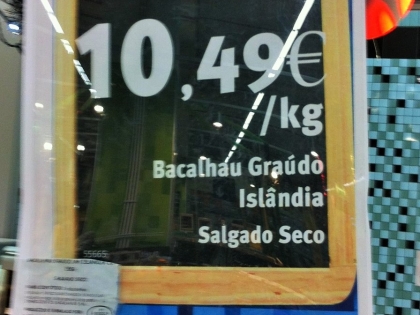 10,49€
/kg
Bacalhau Graúdo
Islândia
Salgado Seco